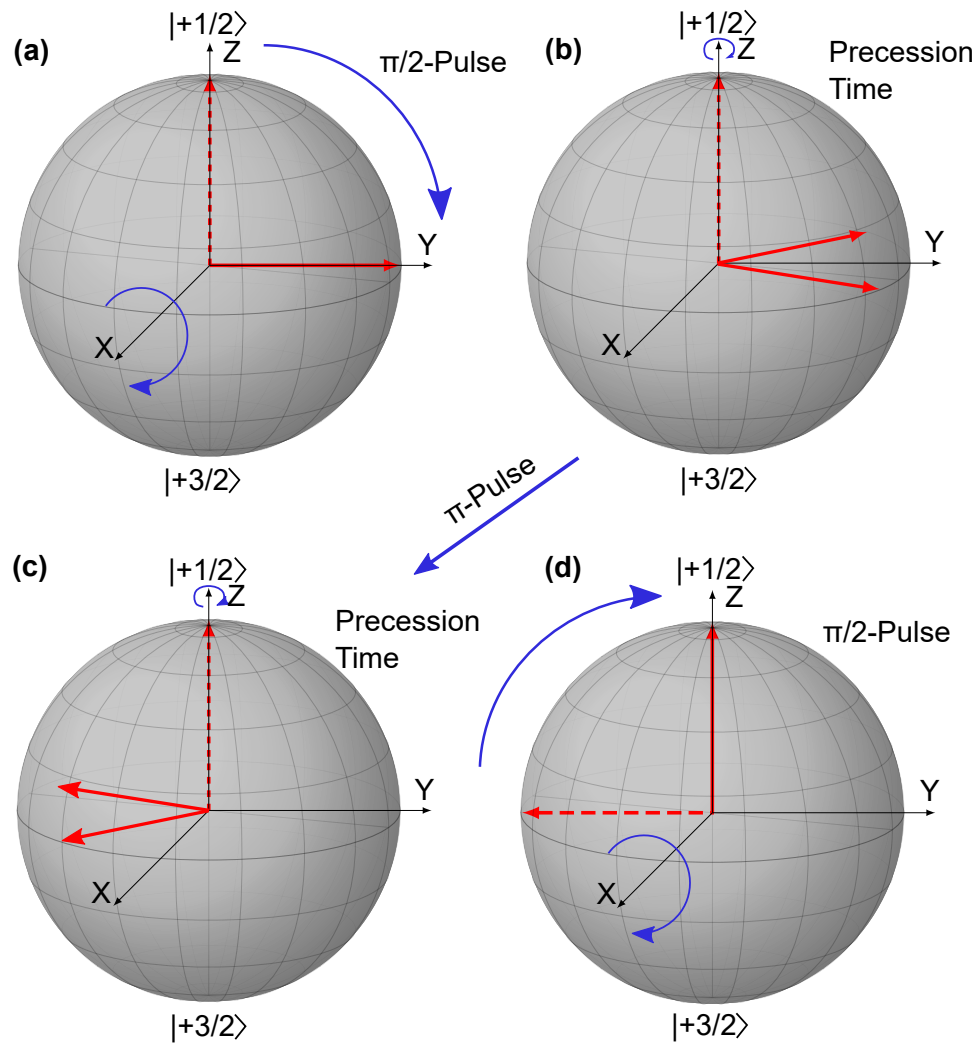 (a)
|+1/2⟩
Z
π/2-Pulse
Y
X
|+3/2⟩
(b)
|+1/2⟩
Z
Precession
Time
Y
X
|+3/2⟩
π-Pulse
(c)
|+1/2⟩
Z
Precession
Time
Y
X
|+3/2⟩
(d)
|+1/2⟩
Z
π/2-Pulse
Y
X
|+3/2⟩